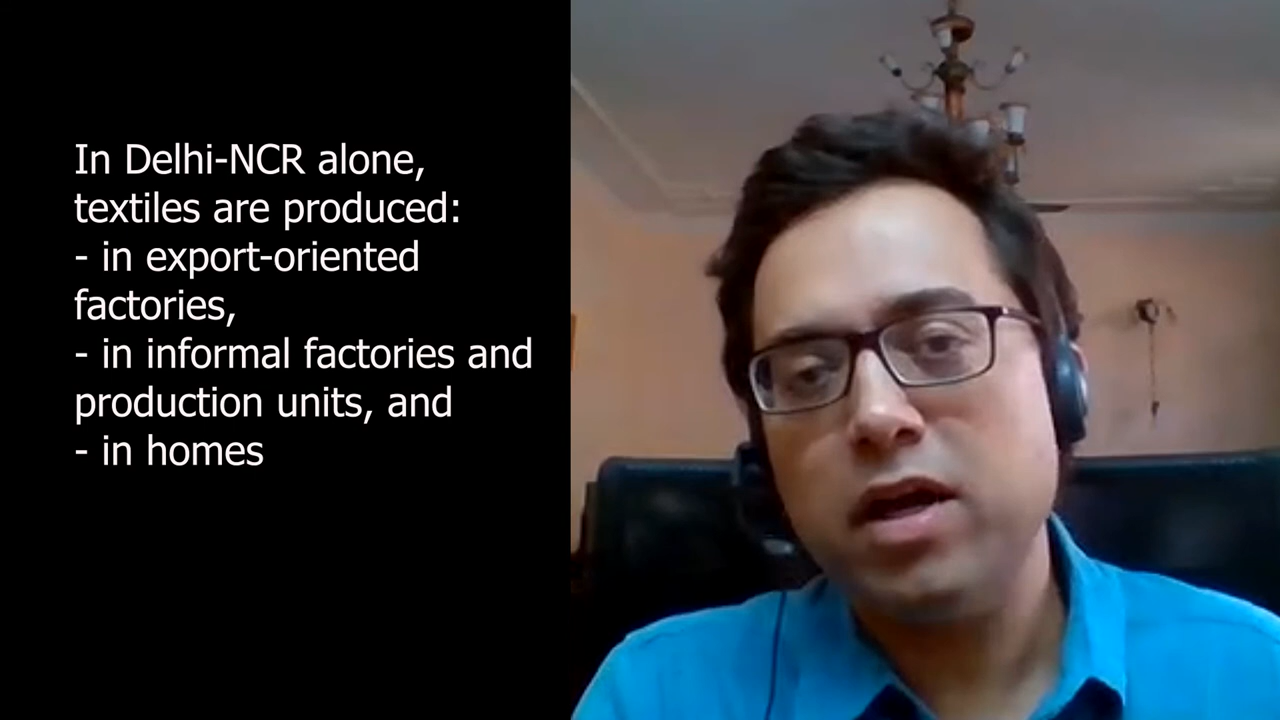 In Delhi-NCR alone,
textiles are produced:
- in export-oriented
factories,
- in informal factories and
production units, and
- in homes